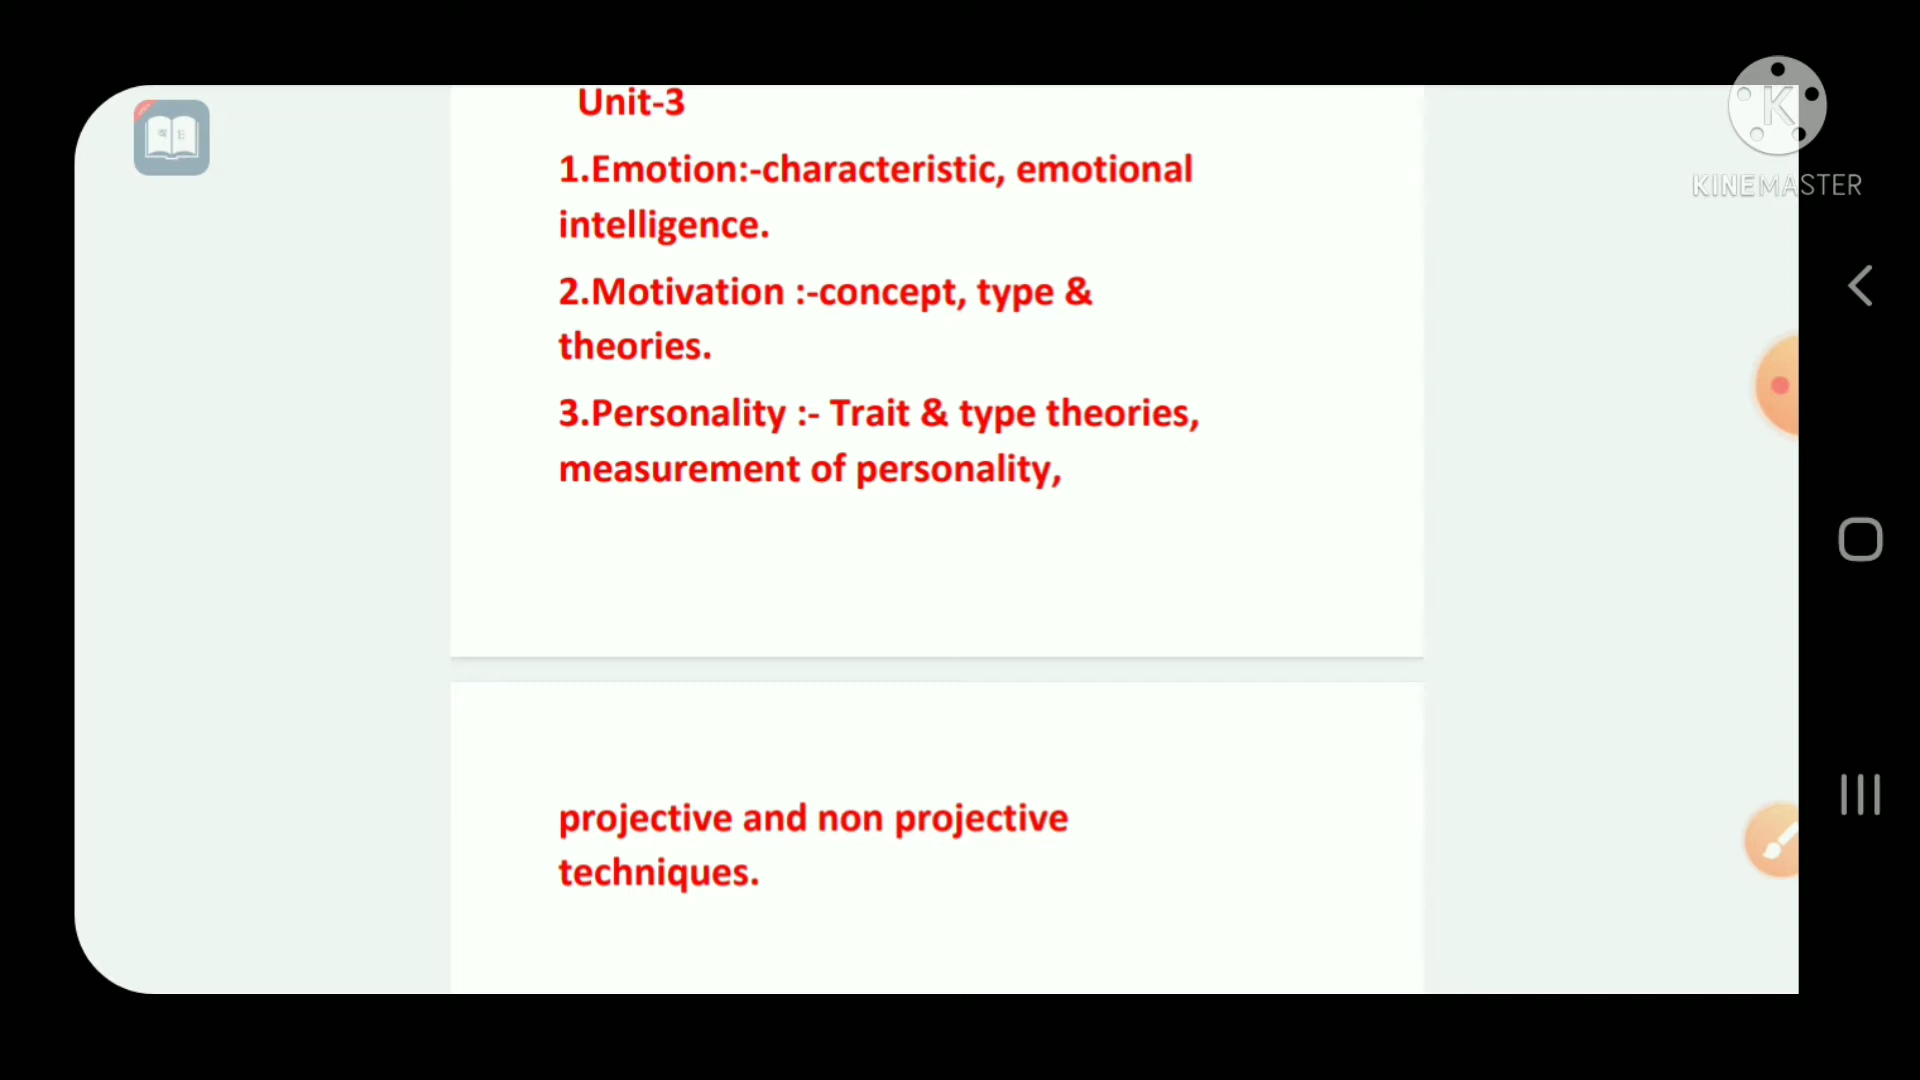 Unit-3
1.Emotion:-characteristic, emotional
intelligence.
2.Motivation :-concept, type &
theories.
3.Personality :- Trait & type theories,
measurement of personality,
projective and non projective
techniques.
K
KINEMASTER